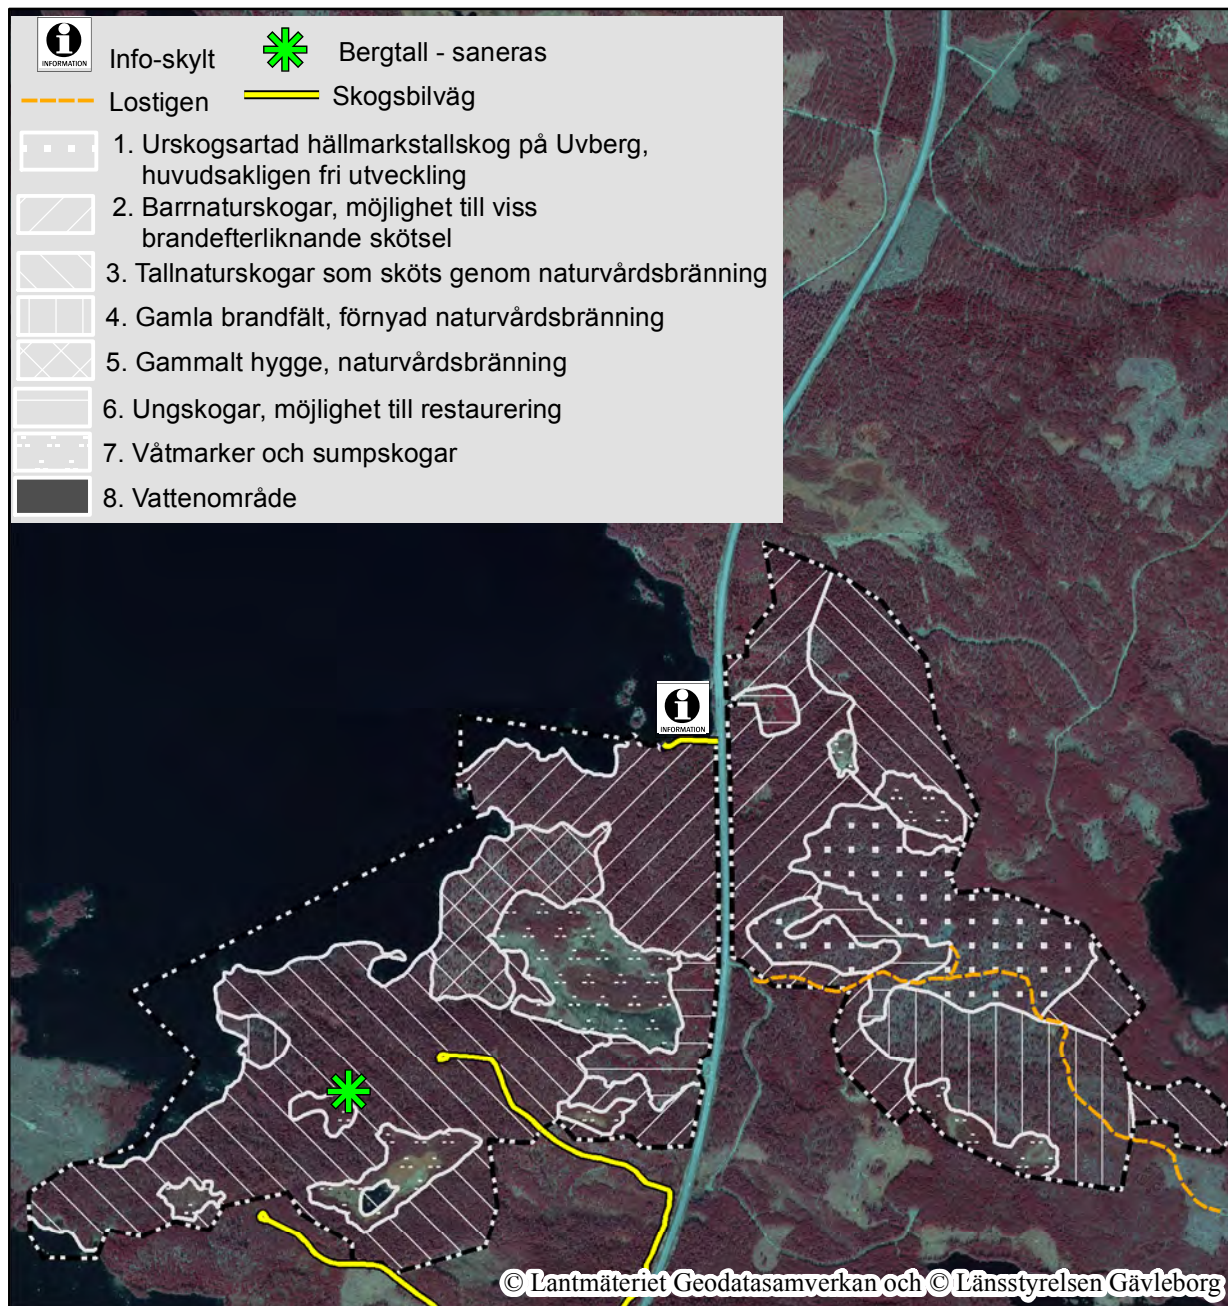 INFORMATION
Info-skylt
Bergtall - saneras
Lostigen
Skogsbilväg
1. Urskogsartad hällmarkstallskog på Uvberg,
huvudsakligen fri utveckling
2. Barrnaturskogar, möjlighet till viss
brandefterliknande skötsel
3. Tallnaturskogar som sköts genom naturvårdsbränning
4. Gamla brandfält, förnyad naturvårdsbränning
5. Gammalt hygge, naturvårdsbränning
6. Ungskogar, möjlighet till restaurering
7. Våtmarker och sumpskogar
8. Vattenområde
INFORMATION
© Lantmäteriet Geodatasamverkan och © Länsstyrelsen Gävleborg